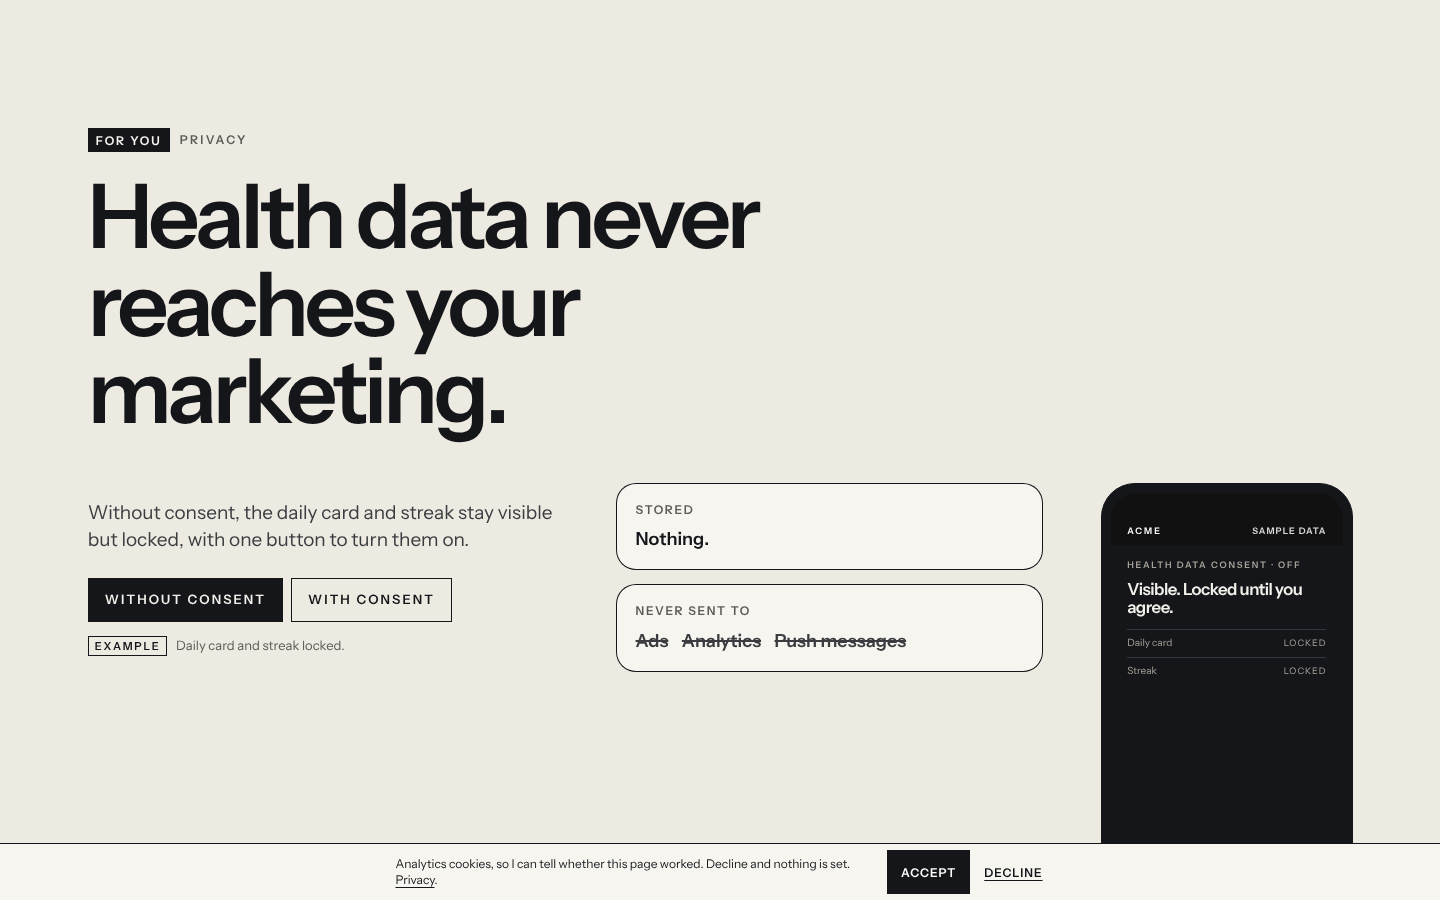 FOR YOU PRIVACY
Health data never
reaches your
marketing.
Without consent, the daily card and streak stay visible
but locked, with one button to turn them on.
WITHOUT CONSENT WITH CONSENT
EXAMPLE Daily card and streak locked.
STORED
Nothing.
NEVER SENT TO
Ads Analytics Push messages
ACME SAMPLE DATA
HEALTH DATA CONSENT · OFF
Visible. Locked until you
agree.
Daily card LOCKED
Streak LOCKED
Analytics cookies, so I can tell whether this page worked. Decline and nothing is set.
Privacy.
ACCEPT DECLINE